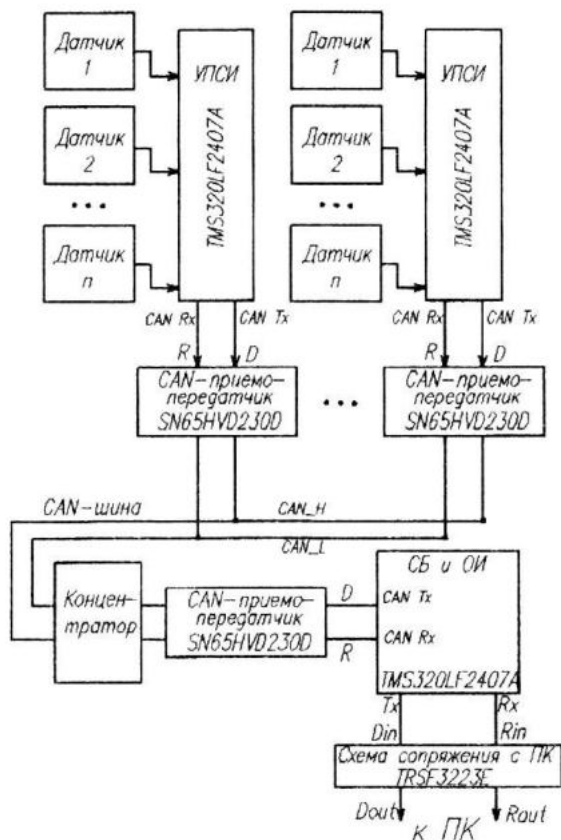 Датчик
1
УПСИ
TMS320LF2407A
Датчик
2
...
Датчик
n
Датчик
1
УПСИ
TMS320LF2407A
Датчик
2
...
Датчик
n
CAN Rx
CAN Tx
R
D
CAN Rx
CAN Tx
R
D
CAN-приемо-
передатчик
SN65HVD230D
...
CAN-приемо-
передатчик
SN65HVD230D
CAN-шина
CAN_H
CAN_L
Концен-
тратор
CAN-приемо-
передатчик
SN65HVD230D
D
R
СБ и ОИ
CAN Tx
CAN Rx
TMS320LF2407A
Tx
Rx
Din
Rin
Схема сопряжения с ПК
TRSF3223E
Dout
Raut
к ПК